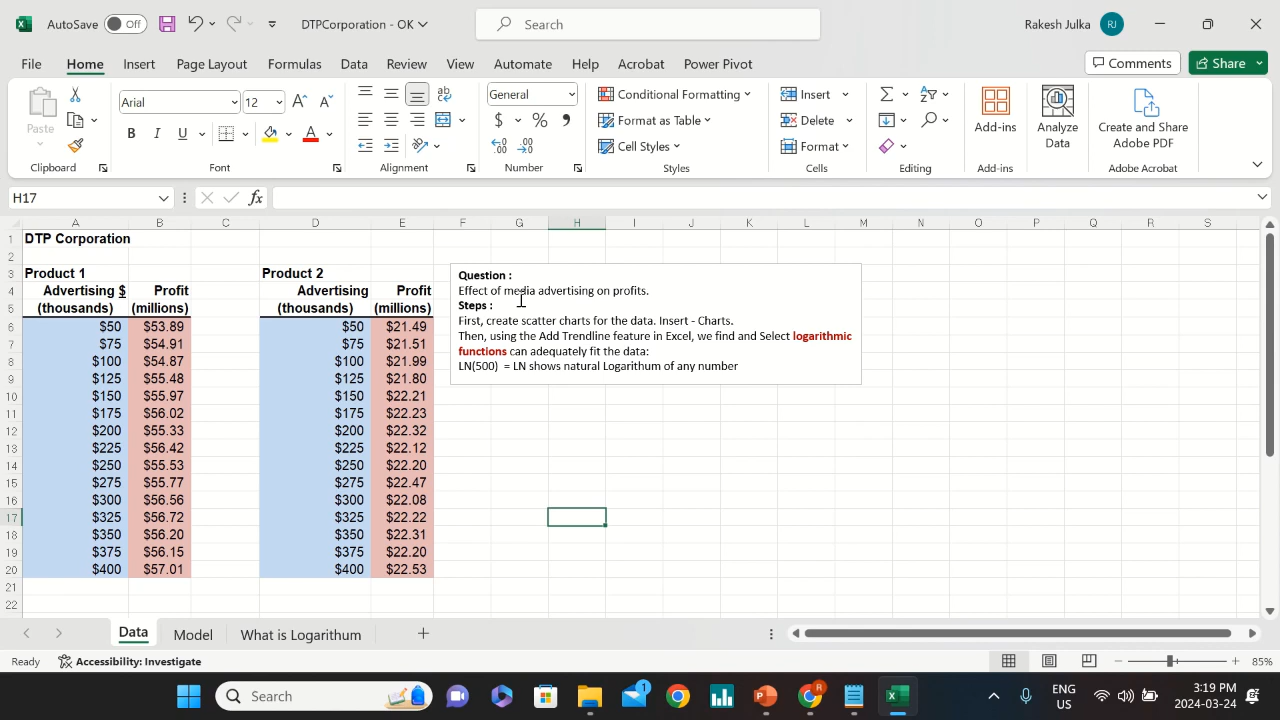 AutoSave Off DTPCorporation - OK Search Rakesh Julka RJ
File Home Insert Page Layout Formulas Data Review View Automate Help Acrobat Power Pivot Comments Share
Arial 12 A^ A˅ ab General Conditional Formatting Insert Σ
Paste B I U A $ % , Format as Table Delete Add-ins Analyze Data Create and Share Adobe PDF
Cell Styles Format
Clipboard Font Alignment Number Styles Cells Editing Add-ins Adobe Acrobat
H17 fx
A B C D E F G H I J K L M N O P Q R S
1 DTP Corporation
2
3 Product 1 Product 2
4 Advertising $ Profit Advertising Profit
5 (thousands) (millions) (thousands) (millions)
6 $50 $53.89 $50 $21.49
7 $75 $54.91 $75 $21.51
8 $100 $54.87 $100 $21.99
9 $125 $55.48 $125 $21.80
10 $150 $55.97 $150 $22.21
11 $175 $56.02 $175 $22.23
12 $200 $55.33 $200 $22.32
13 $225 $56.42 $225 $22.12
14 $250 $55.53 $250 $22.20
15 $275 $55.77 $275 $22.47
16 $300 $56.56 $300 $22.08
17 $325 $56.72 $325 $22.22
18 $350 $56.20 $350 $22.31
19 $375 $56.15 $375 $22.20
20 $400 $57.01 $400 $22.53
21
22
Question :
Effect of media advertising on profits.
Steps :
First, create scatter charts for the data. Insert - Charts.
Then, using the Add Trendline feature in Excel, we find and Select logarithmic
functions can adequately fit the data:
LN(500) = LN shows natural Logarithum of any number
Data Model What is Logarithum
Ready Accessibility: Investigate 85%
Search 1 R ENG US 3:19 PM 2024-03-24